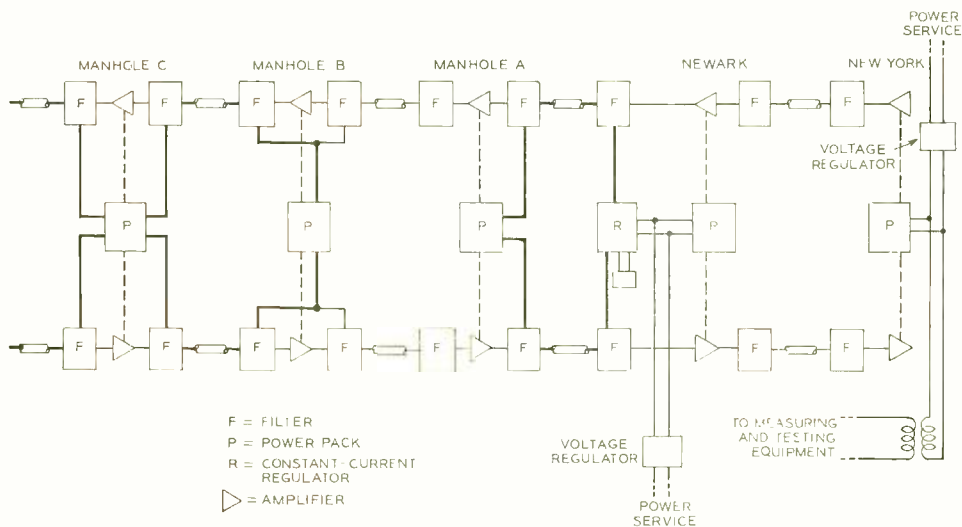 POWER
SERVICE
MANHOLE C
MANHOLE B
MANHOLE A
NEWARK
NEW YORK
F
F
F
F
F
F
F
F
F
VOLTAGE
REGULATOR
P
P
P
R
P
P
F
F
F
F
F
F
F
F
F
F = FILTER
P = POWER PACK
R = CONSTANT-CURRENT
REGULATOR
= AMPLIFIER
VOLTAGE
REGULATOR
TO MEASURING
AND TESTING
EQUIPMENT
POWER
SERVICE